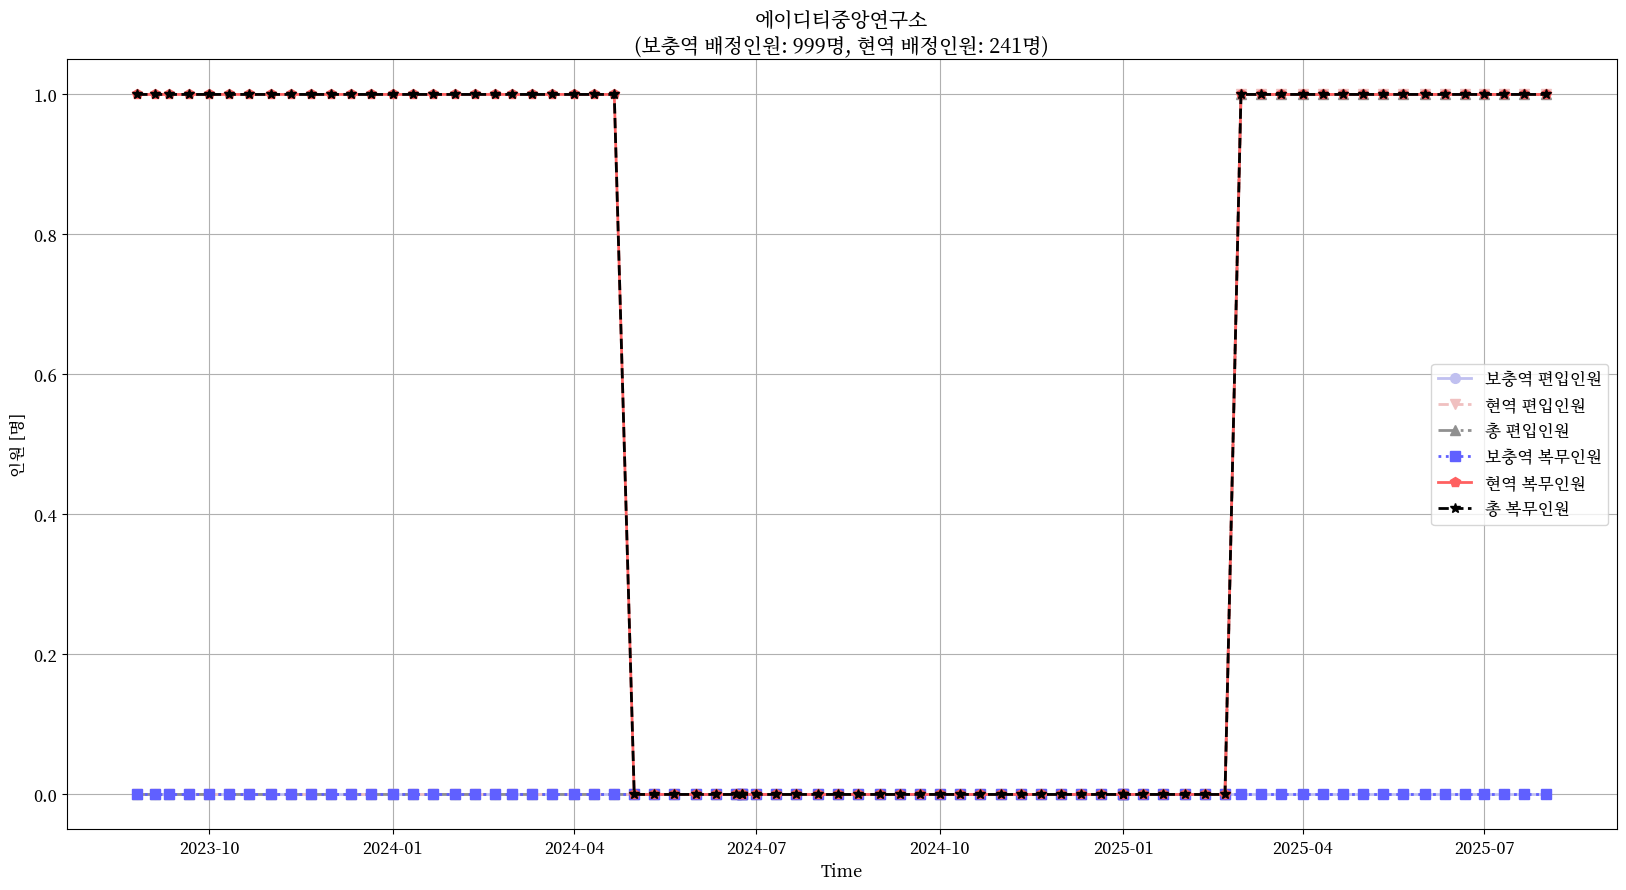 에이디티중앙연구소
(보충역 배정인원: 999명, 현역 배정인원: 241명)
인원 [명]
1.0
0.8
0.6
0.4
0.2
0.0
보충역 편입인원
현역 편입인원
총 편입인원
보충역 복무인원
현역 복무인원
총 복무인원
2023-10
2024-01
2024-04
2024-07
2024-10
2025-01
2025-04
2025-07
Time